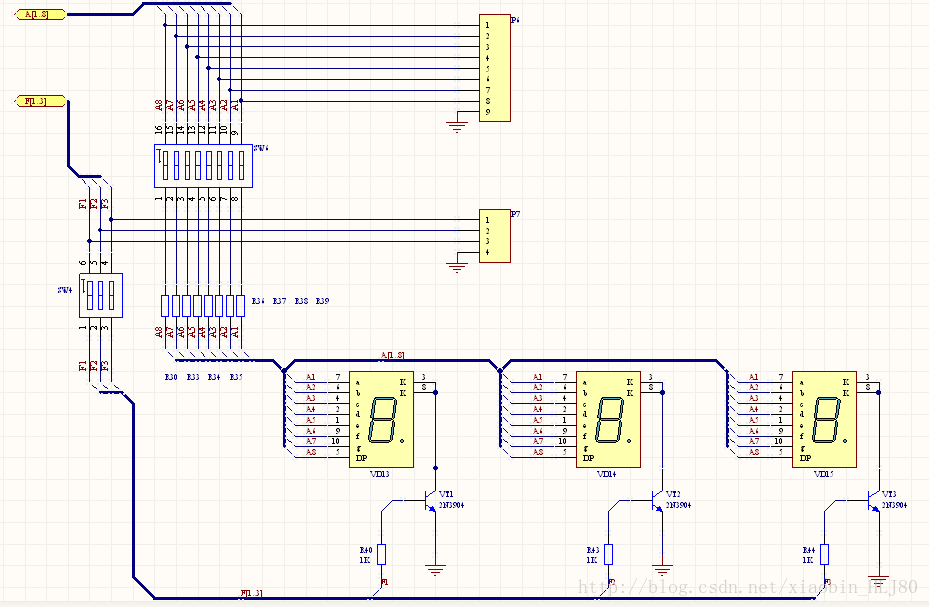 A[1..8]
P6
1
2
3
4
5
6
7
8
9
F[1..3]
A8 A7 A6 A5 A4 A3 A2 A1
16 15 14 13 12 11 10 9
1 2 3 4 5 6 7 8
P7
1
2
3
4
F1 F2 F3
6 5 4
SW4
1 2 3
F1 F2 F3
R36 R37 R38 R39
A8 A7 A6 A5 A4 A3 A2 A1
R30 R33 R34 R35
A[1..8]
A1 7 a K 3
A2 6 b K 8
A3 4 c
A4 2 d
A5 1 e
A6 9 f
A7 10 g
A8 5 DP
VD13
A1 7 a K 3
A2 6 b K 8
A3 4 c
A4 2 d
A5 1 e
A6 9 f
A7 10 g
A8 5 DP
VD14
A1 7 a K 3
A2 6 b K 8
A3 4 c
A4 2 d
A5 1 e
A6 9 f
A7 10 g
A8 5 DP
VD15
VT1
2N3904
VT2
2N3904
VT3
2N3904
R40
1K
R43
1K
R44
1K
F1
F[1..3]
http://blog.csdn.net/xiaobin_HLJ80